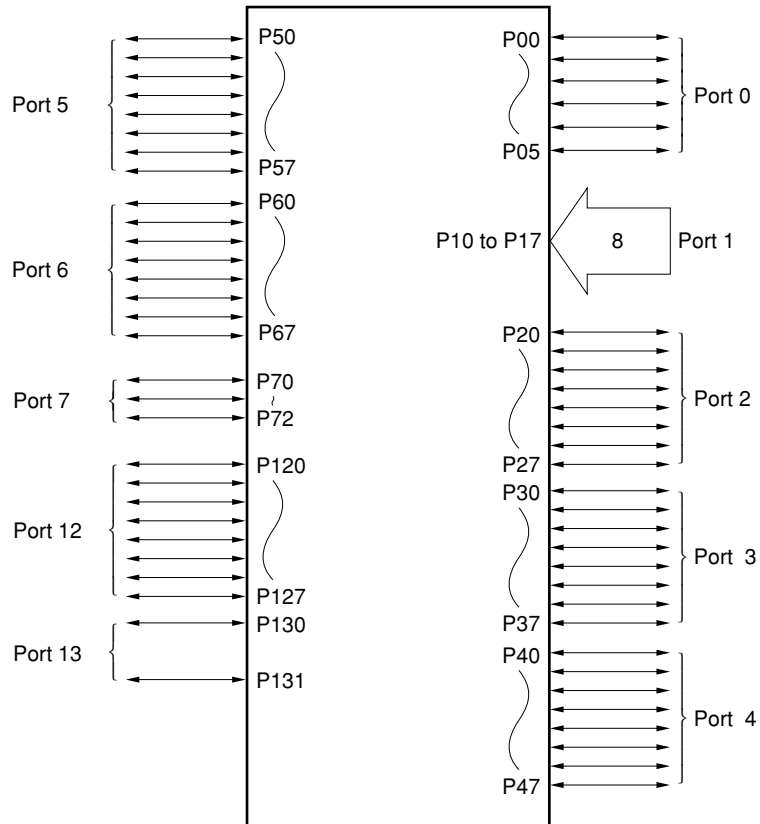 P50
Port 5
P57
P60
Port 6
P67
P70
Port 7
P72
P120
Port 12
P127
P130
Port 13
P131
P00
Port 0
P05
P10 to P17
8
Port 1
P20
Port 2
P27
P30
Port 3
P37
P40
Port 4
P47